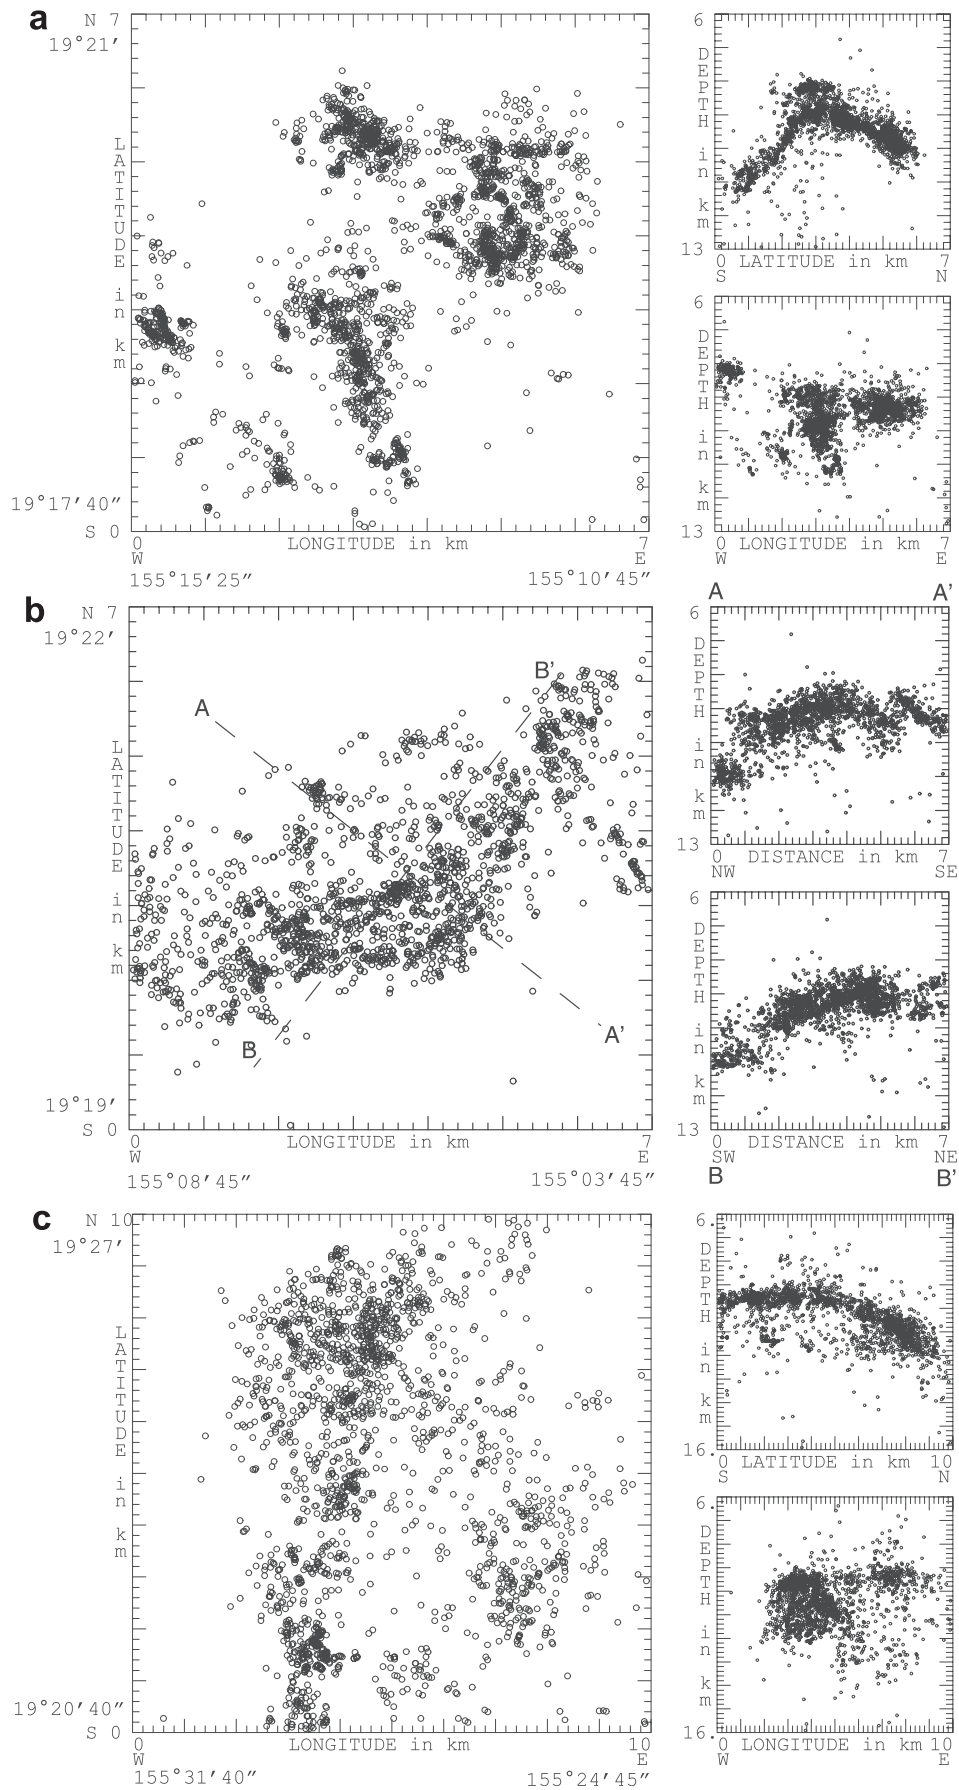 a
N 7
19°21′
LATITUDE in km
19°17′40″
S 0
0 LONGITUDE in km 7
W E
155°15′25″ 155°10′45″
6
DEPTH in km
13
0 LATITUDE in km 7
S N
6
DEPTH in km
13
0 LONGITUDE in km 7
W E
b
N 7
19°22′
LATITUDE in km
A
B'
B
A'
19°19′
S 0
0 LONGITUDE in km 7
W E
155°08′45″ 155°03′45″
A A'
6
DEPTH in km
13
0 DISTANCE in km 7
NW SE
6
DEPTH in km
13
0 DISTANCE in km 7
SW NE
B B'
c
N 10
19°27′
LATITUDE in km
19°20′40″
S 0
0 LONGITUDE in km 10
W E
155°31′40″ 155°24′45″
6.
DEPTH in km
16.
0 LATITUDE in km 10
S N
6.
DEPTH in km
16.
0 LONGITUDE in km 10
W E